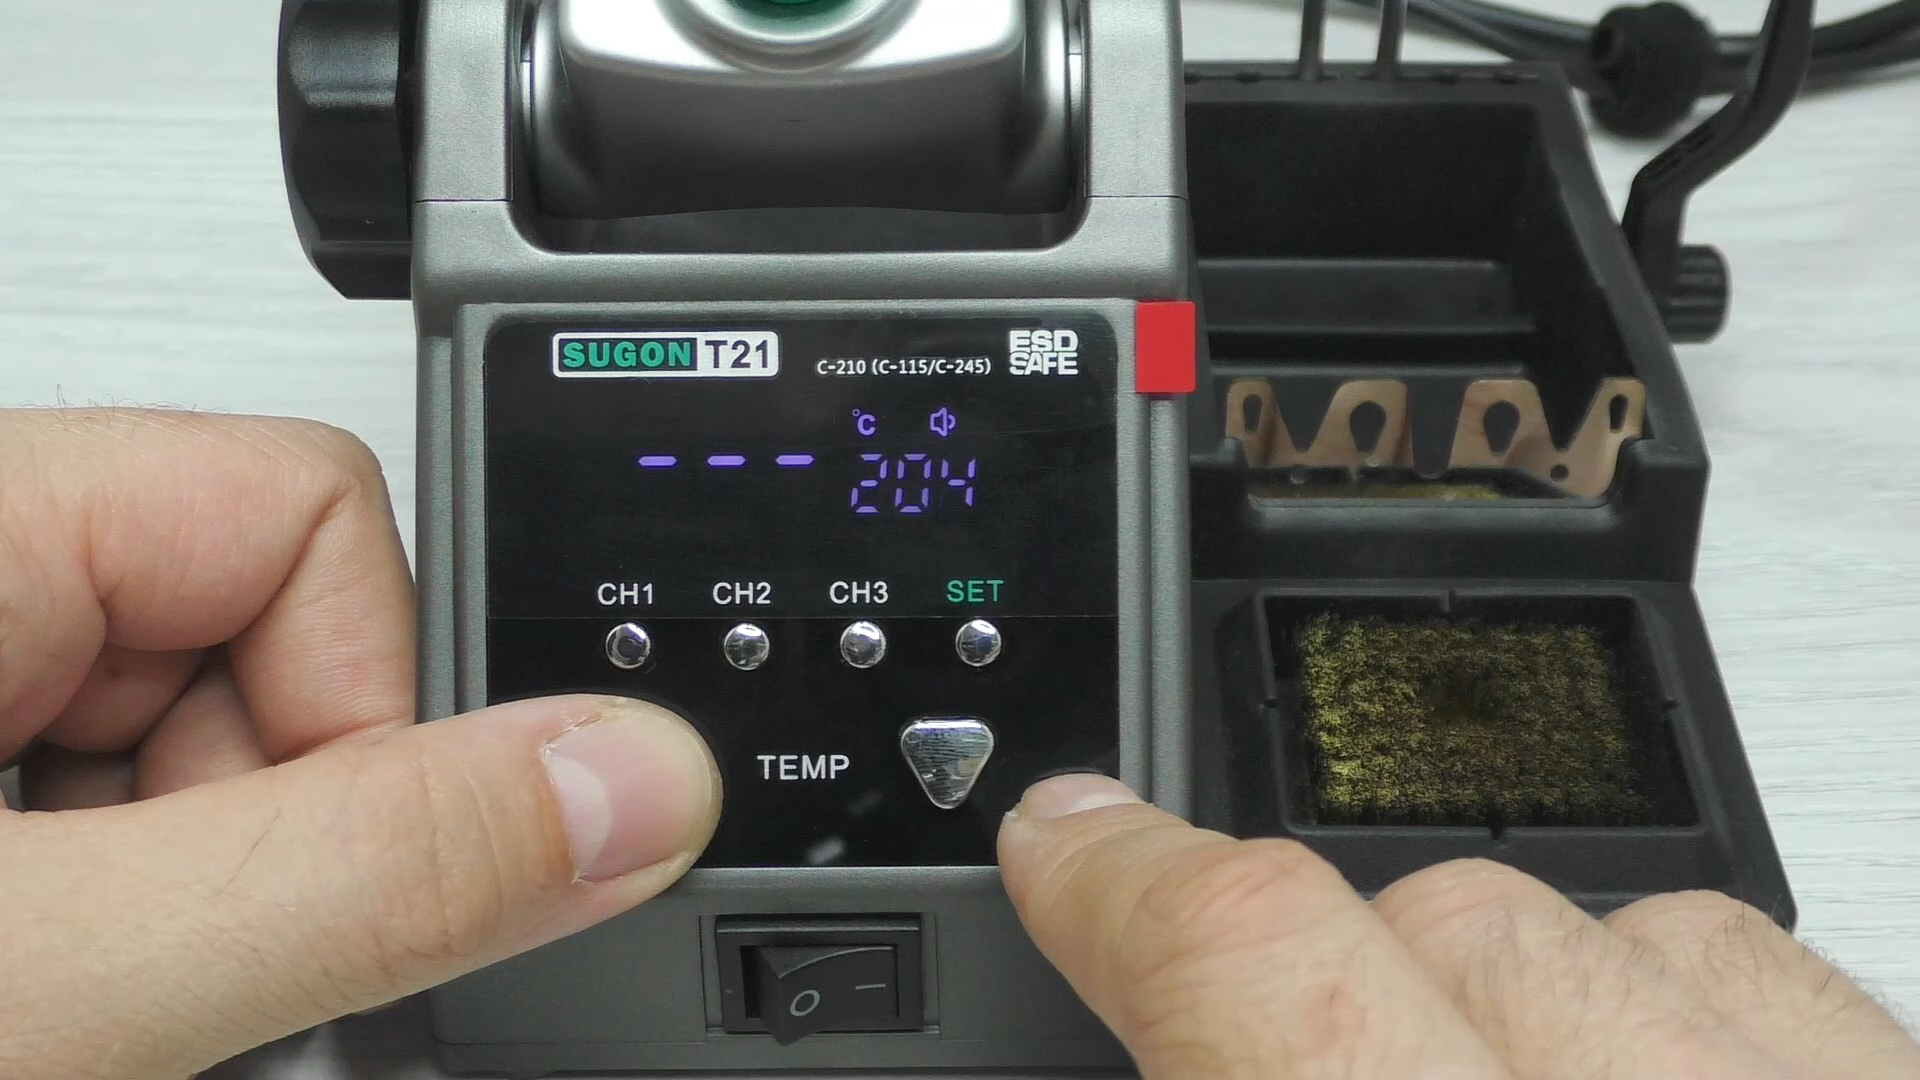 SUGON T21
C-210 (C-115/C-245)
ESD
SAFE
°C
--- 204
CH1 CH2 CH3 SET
TEMP
O –